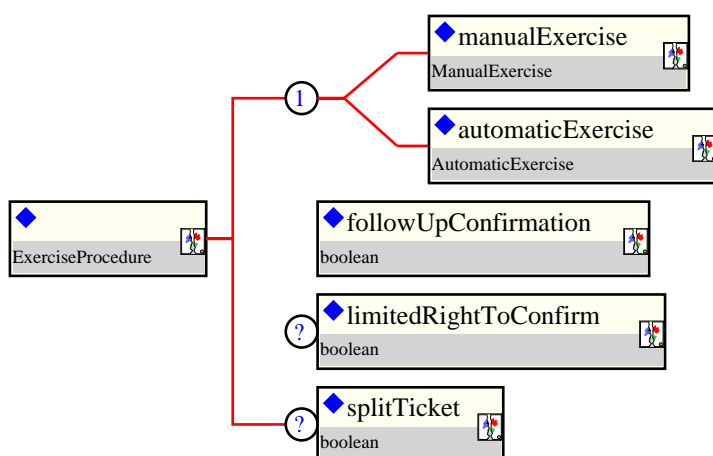 manualExercise
ManualExercise
1
automaticExercise
AutomaticExercise
ExerciseProcedure
followUpConfirmation
boolean
? limitedRightToConfirm
boolean
? splitTicket
boolean